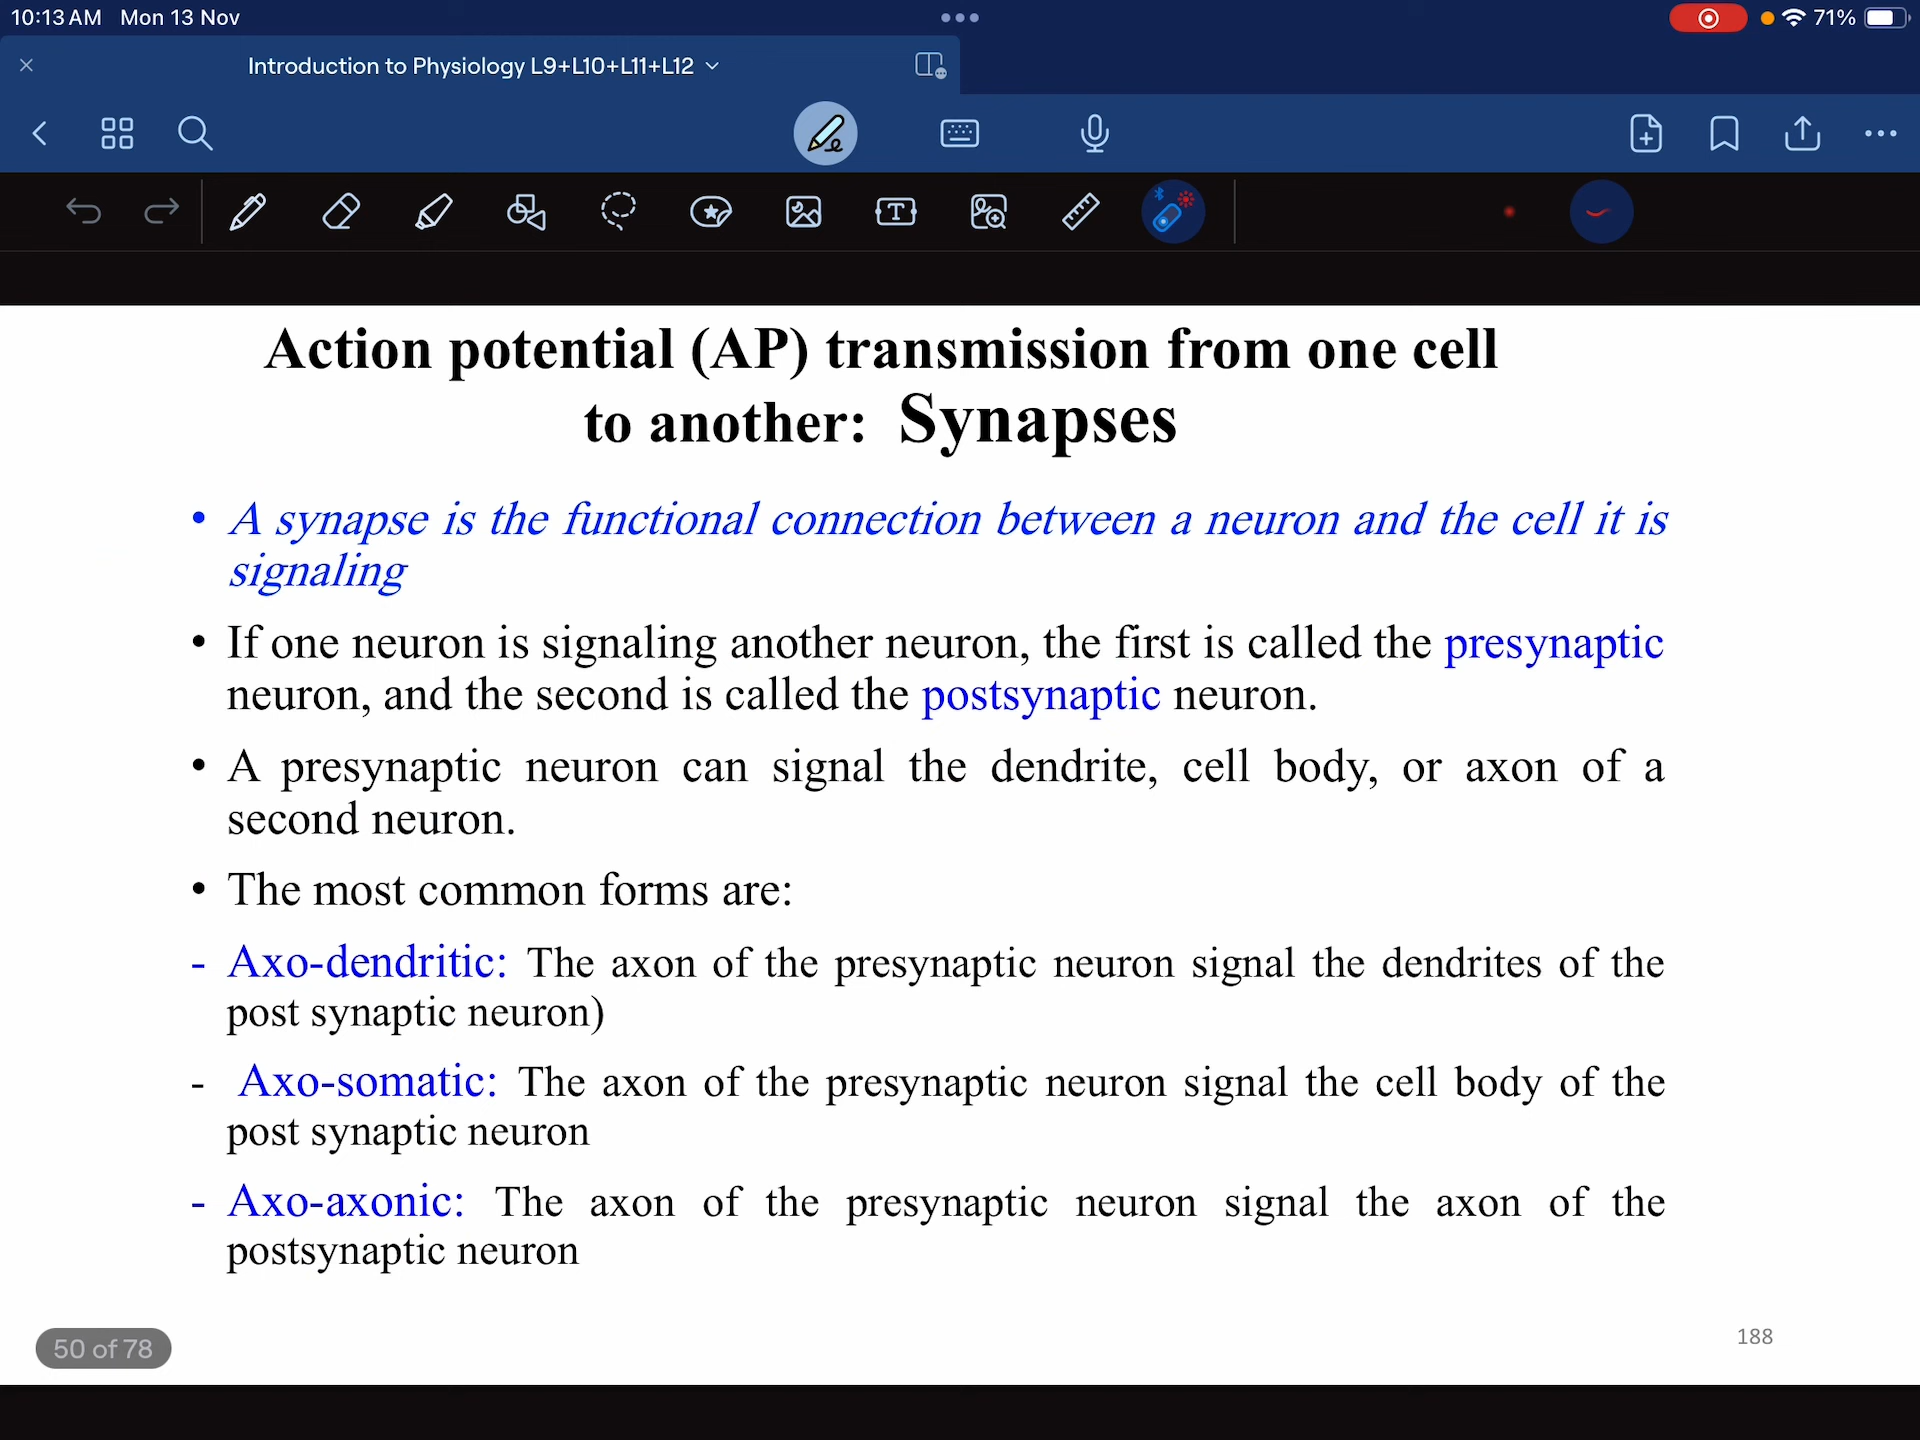 10:13 AM Mon 13 Nov
71%
Introduction to Physiology L9+L10+L11+L12
Action potential (AP) transmission from one cell
to another: Synapses
• A synapse is the functional connection between a neuron and the cell it is
signaling
• If one neuron is signaling another neuron, the first is called the presynaptic
neuron, and the second is called the postsynaptic neuron.
• A presynaptic neuron can signal the dendrite, cell body, or axon of a
second neuron.
• The most common forms are:
- Axo-dendritic: The axon of the presynaptic neuron signal the dendrites of the
post synaptic neuron)
- Axo-somatic: The axon of the presynaptic neuron signal the cell body of the
post synaptic neuron
- Axo-axonic: The axon of the presynaptic neuron signal the axon of the
postsynaptic neuron
50 of 78
188